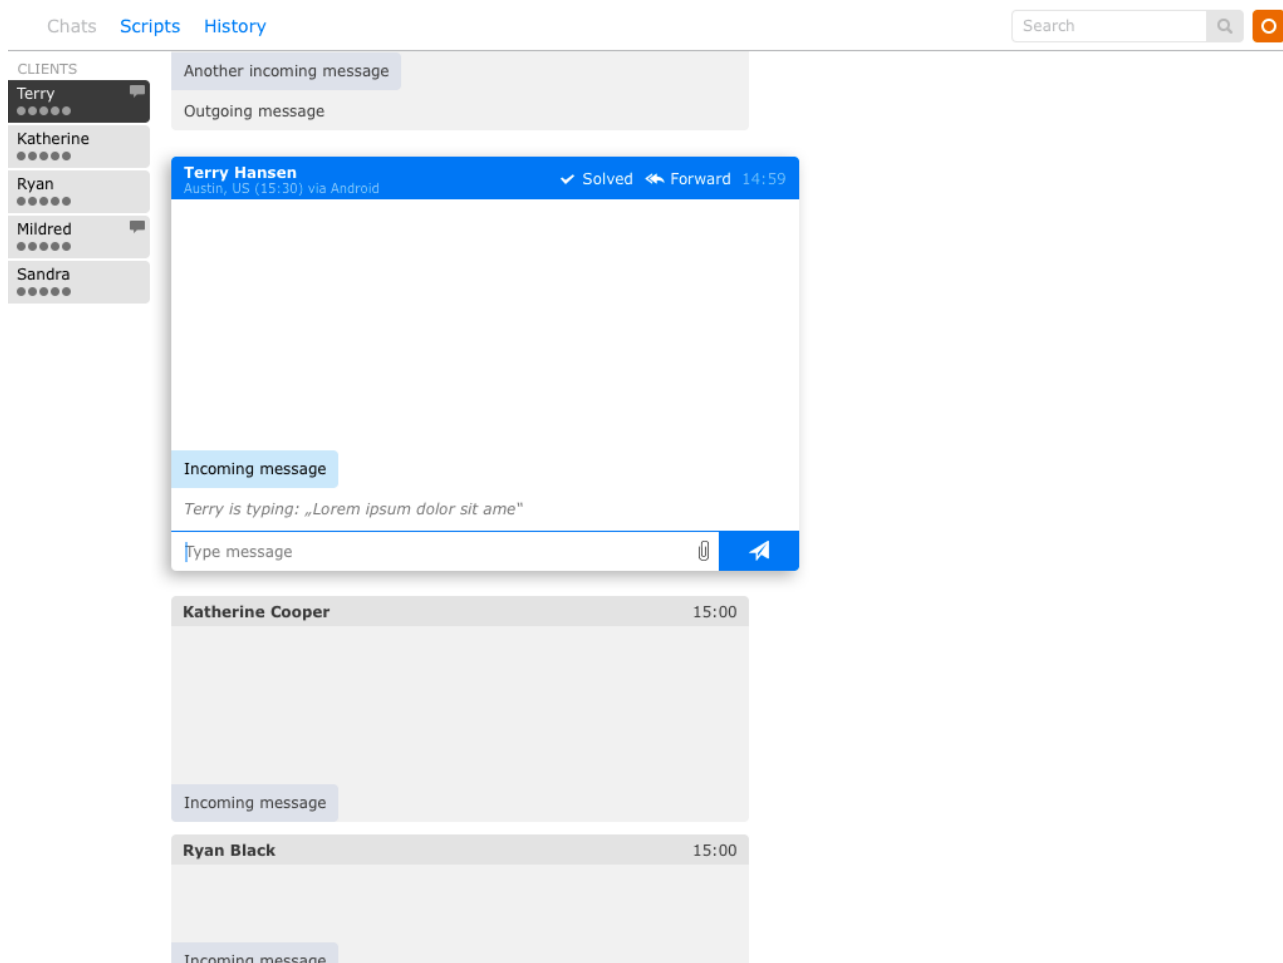 Chats Scripts History Search
CLIENTS
Terry
Katherine
Ryan
Mildred
Sandra
Another incoming message
Outgoing message
Terry Hansen
Austin, US (15:30) via Android
Solved Forward 14:59
Incoming message
Terry is typing: „Lorem ipsum dolor sit ame"
Type message
Katherine Cooper 15:00
Incoming message
Ryan Black 15:00
Incoming message